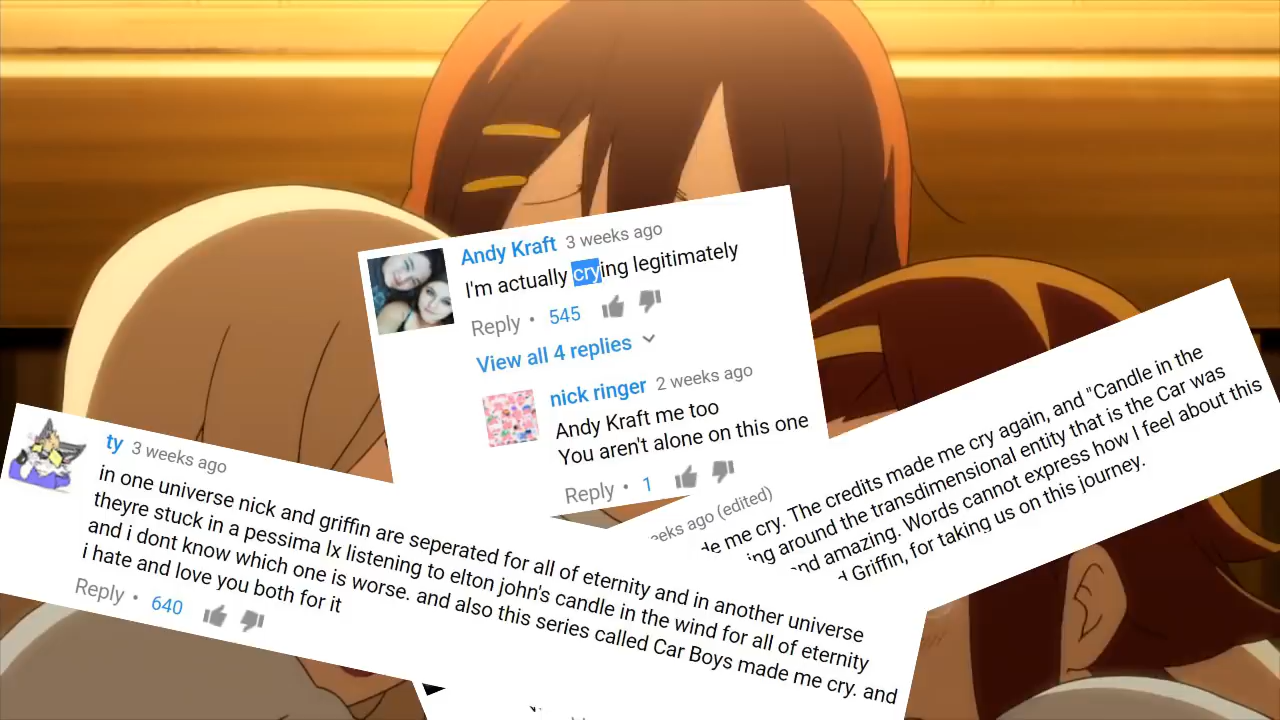 Andy Kraft 3 weeks ago
I'm actually crying legitimately
Reply • 545
View all 4 replies
nick ringer 2 weeks ago
Andy Kraft me too
You aren't alone on this one
Reply • 1
ty 3 weeks ago
in one universe nick and griffin are seperated for all of eternity and in another universe
theyre stuck in a pessima lx listening to elton john's candle in the wind for all of eternity
and i dont know which one is worse. and also this series called Car Boys made me cry. and
i hate and love you both for it
Reply • 640
ago (edited)
me cry. The credits made me cry again, and "Candle in the
around the transdimensional entity that is the Car was
amazing. Words cannot express how I feel about this
Griffin, for taking us on this journey.